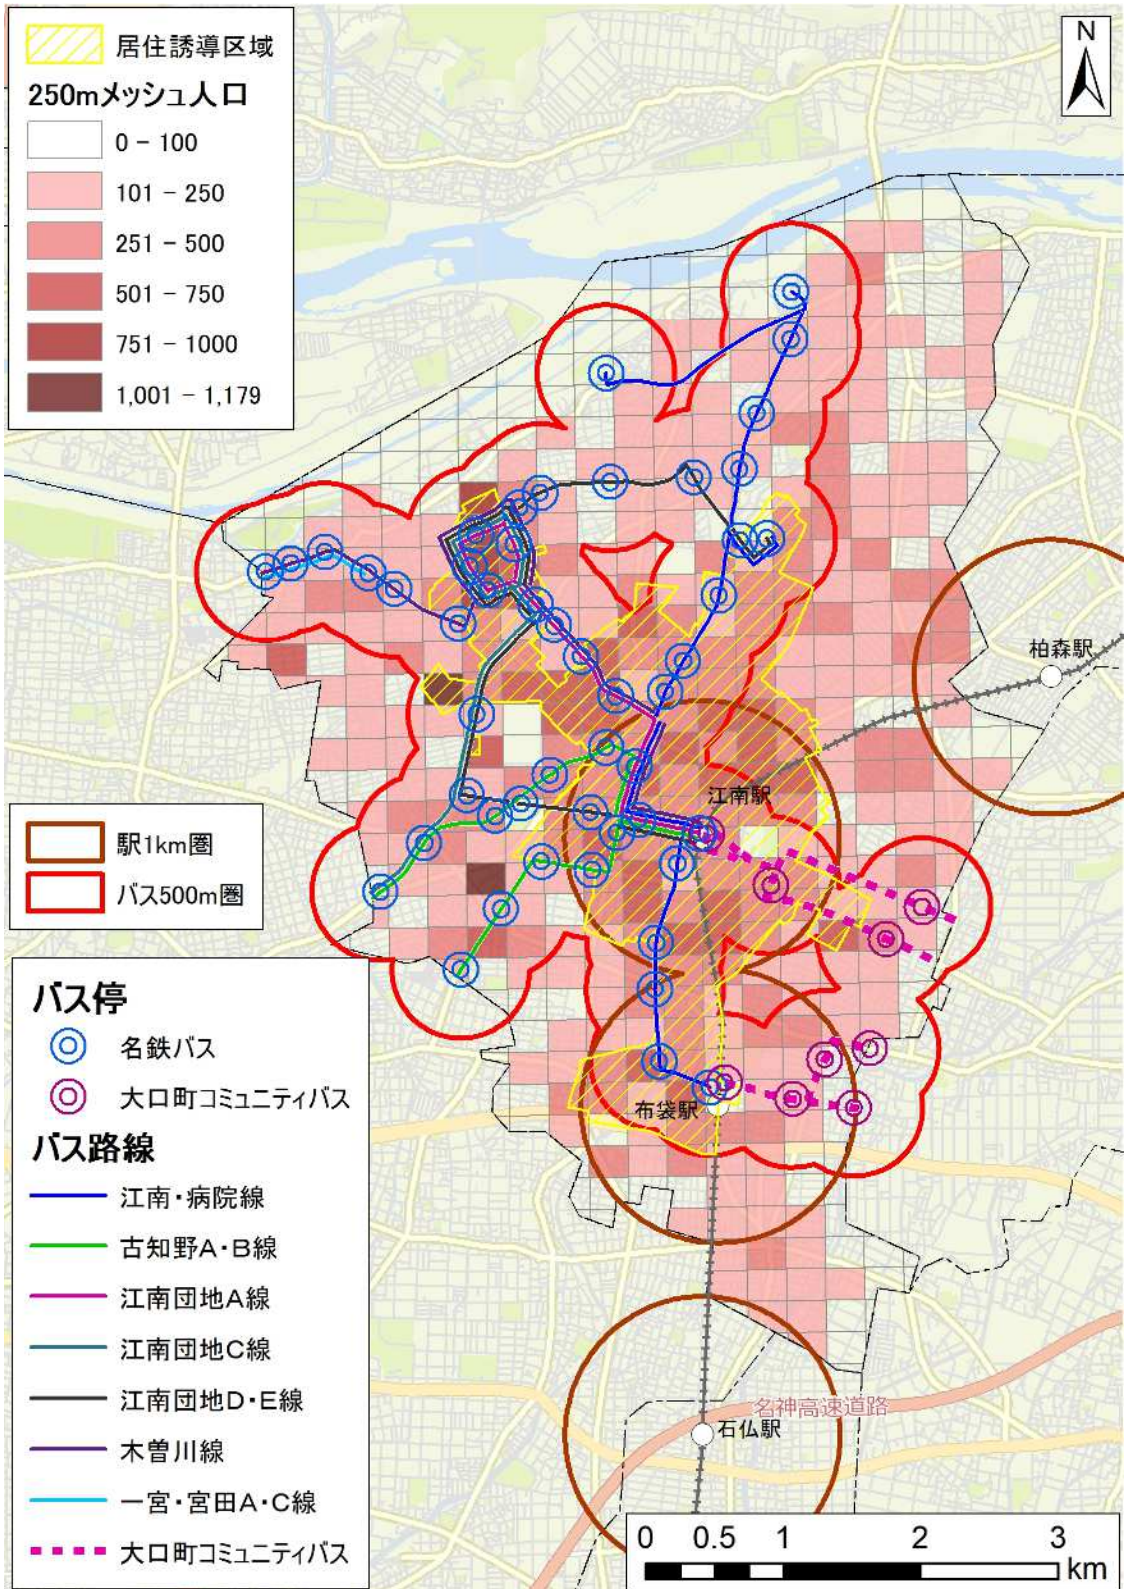 居住誘導区域
250mメッシュ人口
0 - 100
101 - 250
251 - 500
501 - 750
751 - 1000
1,001 - 1,179
N
柏森駅
江南駅
駅1km圏
バス500m圏
布袋駅
バス停
名鉄バス
大口町コミュニティバス
バス路線
江南・病院線
古知野A・B線
江南団地A線
江南団地C線
江南団地D・E線
木曽川線
一宮・宮田A・C線
大口町コミュニティバス
名神高速道路
石仏駅
0 0.5 1 2 3
km